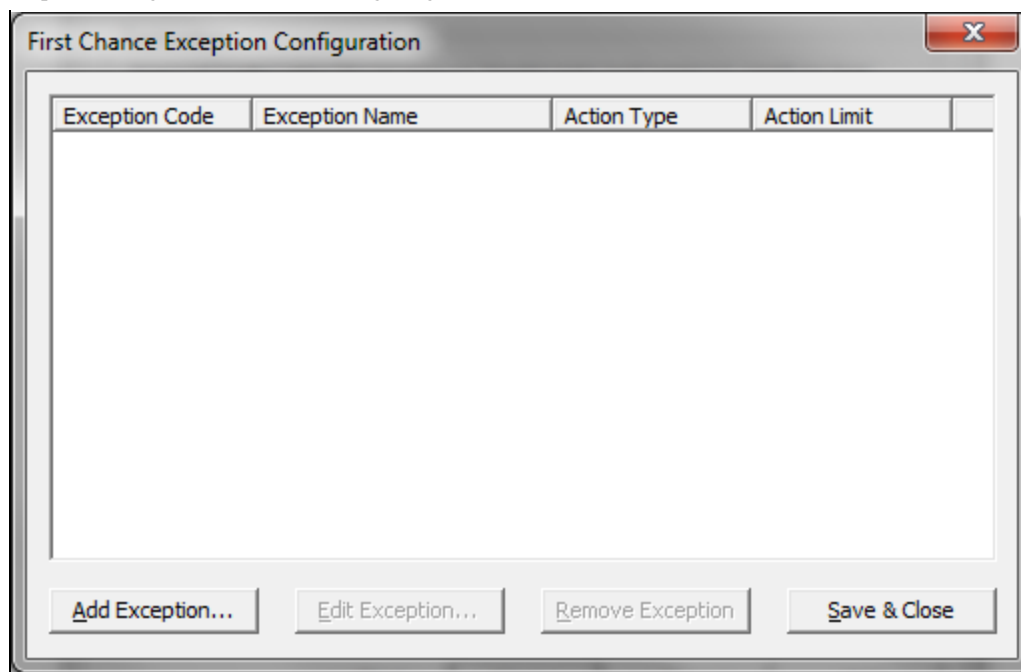 First Chance Exception Configuration
Exception Code Exception Name Action Type Action Limit
Add Exception... Edit Exception... Remove Exception Save & Close